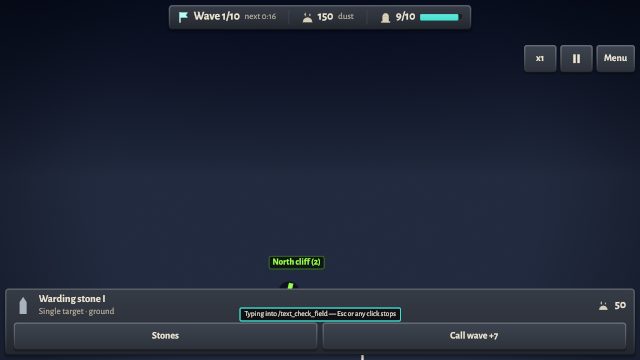 Wave 1/10 next 0:16 150 dust 9/10
x1 Menu
North cliff (2)
Warding stone I
Single target · ground
50
Typing into /text_check_field — Esc or any click stops
Stones Call wave +7